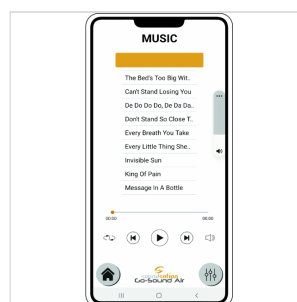 MUSIC
The Bed's Too Big Wit..
Can't Stand Losing You
De Do Do Do, De Da Da..
Don't Stand So Close T..
Every Breath You Take
Every Little Thing She..
Invisible Sun
King Of Pain
Message In A Bottle
00:00 00:00
soundsation
Go-Sound Air